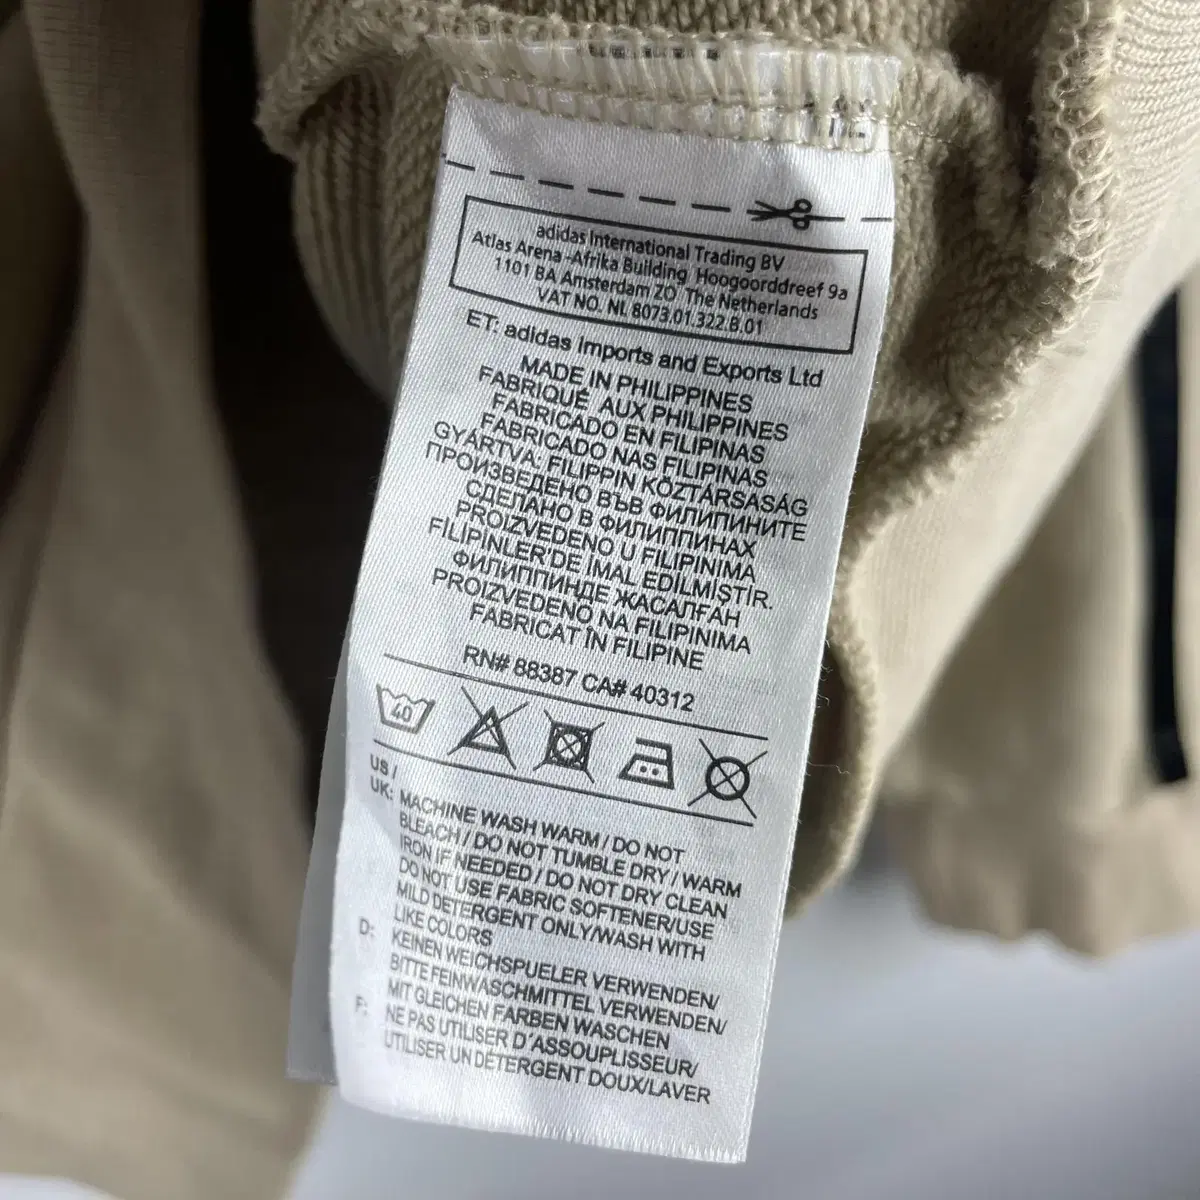 adidas International Trading BV
Atlas Arena-Afrika Building Hoogoorddreef 9a
1101 BA Amsterdam ZO The Netherlands
VAT NO. NL 8073.01.322.B.01
ET: adidas Imports and Exports Ltd
MADE IN PHILIPPINES
FABRIQUÉ AUX PHILIPPINES
FABRICADO EN FILIPINAS
FABRICADO NAS FILIPINAS
GYÁRTVA: FILIPPIN KÖZTÁRSASÁG
ПРОИЗВЕДЕНО ВЪВ ФИЛИПИНИТЕ
СДЕЛАНО В ФИЛИППИНАХ
PROIZVEDENO U FILIPINIMA
FİLİPİNLER'DE İMAL EDİLMİŞTİR.
ФИЛИППИНДЕ ЖАСАЛҒАН
PROIZVEDENO NA FILIPINIMA
FABRICAT ÎN FILIPINE
RN# 88387 CA# 40312
40
US /
UK: MACHINE WASH WARM / DO NOT
BLEACH / DO NOT TUMBLE DRY / WARM
IRON IF NEEDED / DO NOT DRY CLEAN
DO NOT USE FABRIC SOFTENER/USE
MILD DETERGENT ONLY/WASH WITH
LIKE COLORS
D: KEINEN WEICHSPUELER VERWENDEN/
BITTE FEINWASCHMITTEL VERWENDEN/
MIT GLEICHEN FARBEN WASCHEN
F: NE PAS UTILISER D´ASSOUPLISSEUR/
UTILISER UN DÉTERGENT DOUX/LAVER